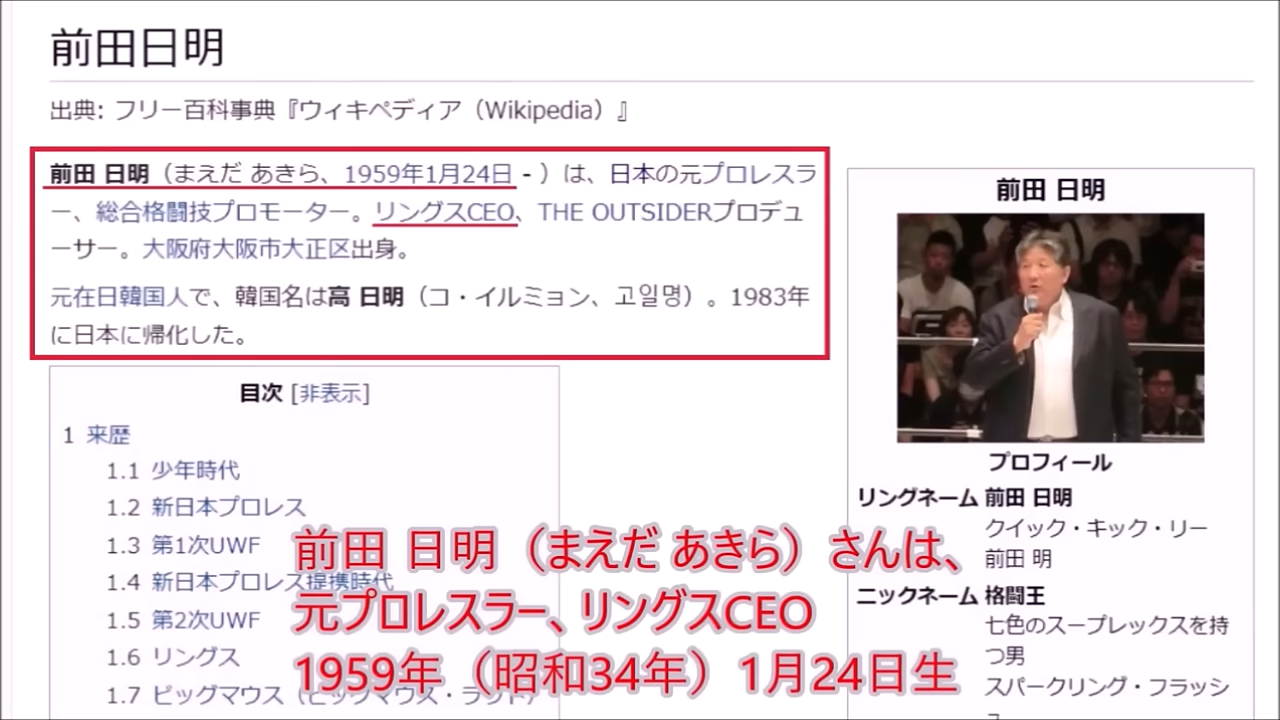 前田日明
出典: フリー百科事典『ウィキペディア（Wikipedia）』
前田 日明（まえだ あきら、1959年1月24日 - ）は、日本の元プロレスラ
ー、総合格闘技プロモーター。リングスCEO、THE OUTSIDERプロデュ
ーサー。大阪府大阪市大正区出身。
元在日韓国人で、韓国名は高 日明（コ・イルミョン、고일명）。1983年
に日本に帰化した。
目次 [非表示]
1 来歴
1.1 少年時代
1.2 新日本プロレス
1.3 第1次UWF
1.4 新日本プロレス提携時代
1.5 第2次UWF
1.6 リングス
1.7 ビッグマウス（ビッグマウス・ラウド）
前田 日明
プロフィール
リングネーム 前田 日明
クイック・キック・リー
前田 明
ニックネーム 格闘王
七色のスープレックスを持
つ男
スパークリング・フラッシ
ュ
前田 日明（まえだ あきら）さんは、
元プロレスラー、リングスCEO
1959年（昭和34年）1月24日生